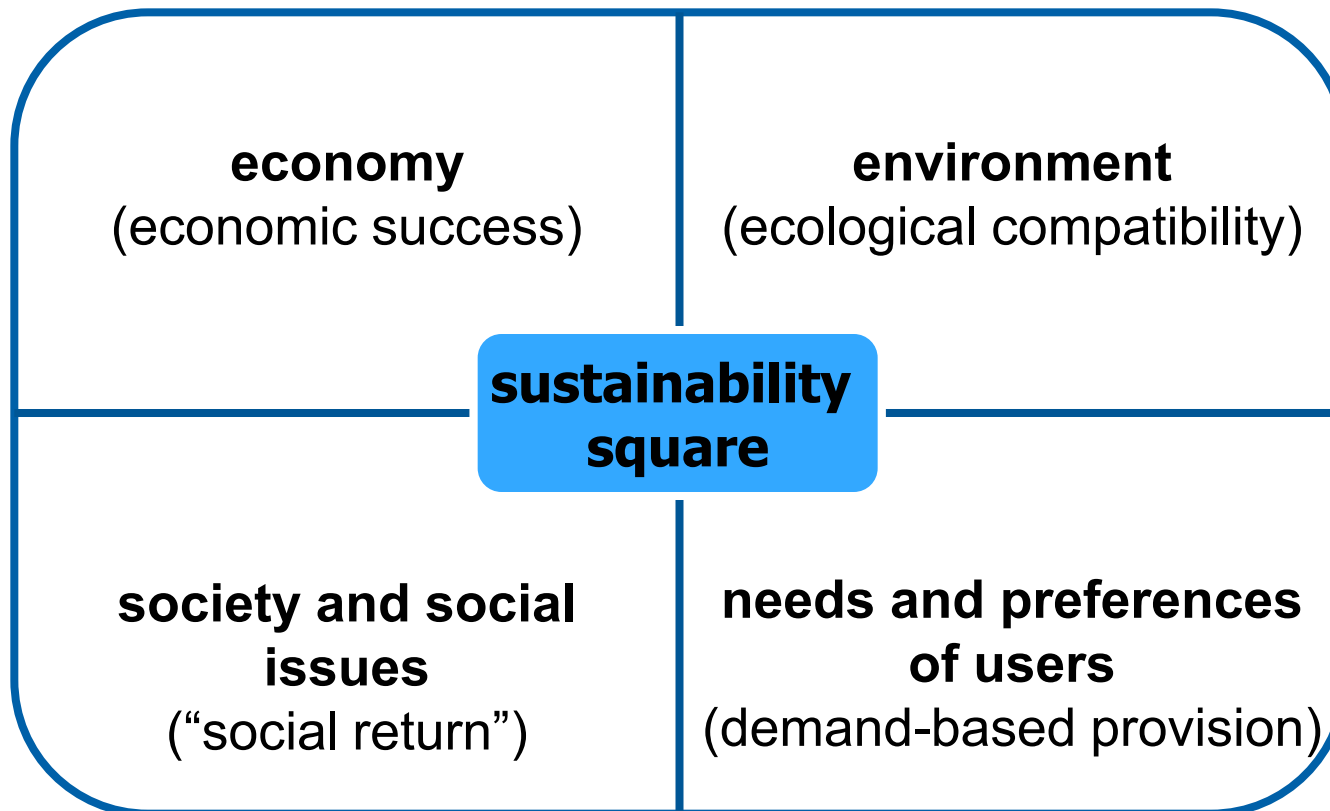 economy
(economic success)
environment
(ecological compatibility)
sustainability
square
society and social
issues
(“social return”)
needs and preferences
of users
(demand-based provision)